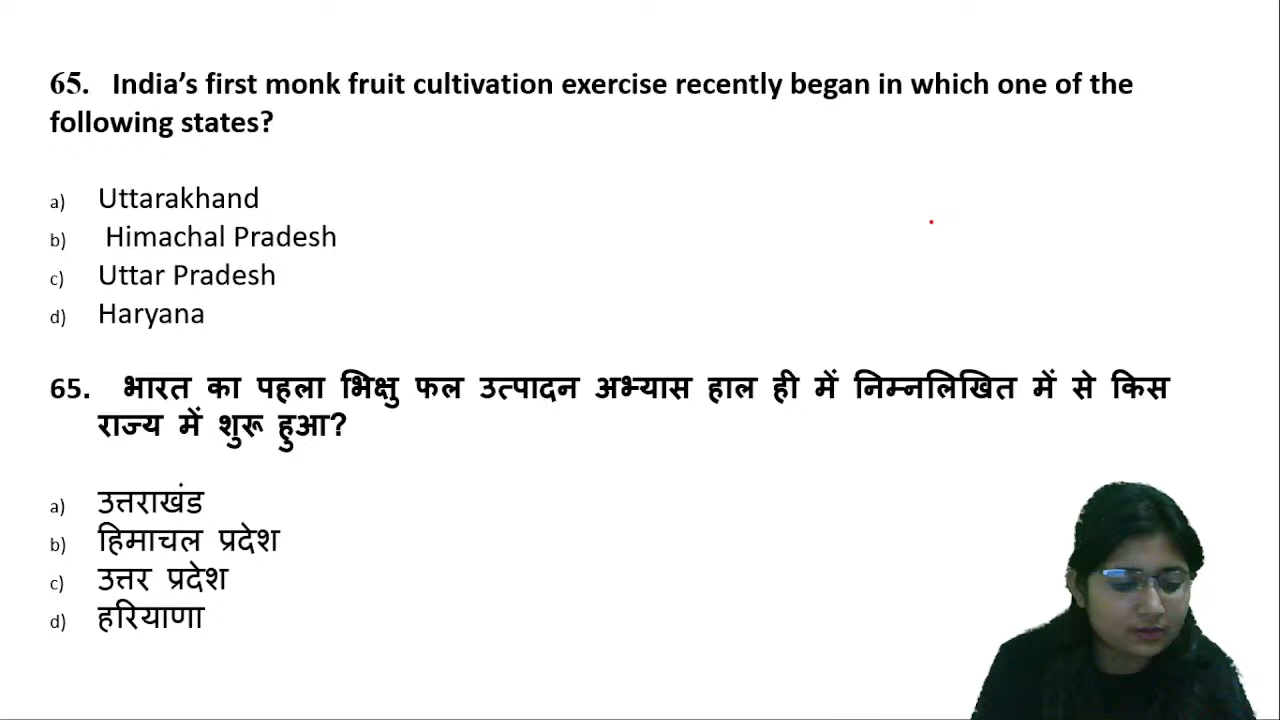 65. India’s first monk fruit cultivation exercise recently began in which one of the
following states?
a) Uttarakhand
b) Himachal Pradesh
c) Uttar Pradesh
d) Haryana
65. भारत का पहला भिक्षु फल उत्पादन अभ्यास हाल ही में निम्नलिखित में से किस
राज्य में शुरू हुआ?
a) उत्तराखंड
b) हिमाचल प्रदेश
c) उत्तर प्रदेश
d) हरियाणा